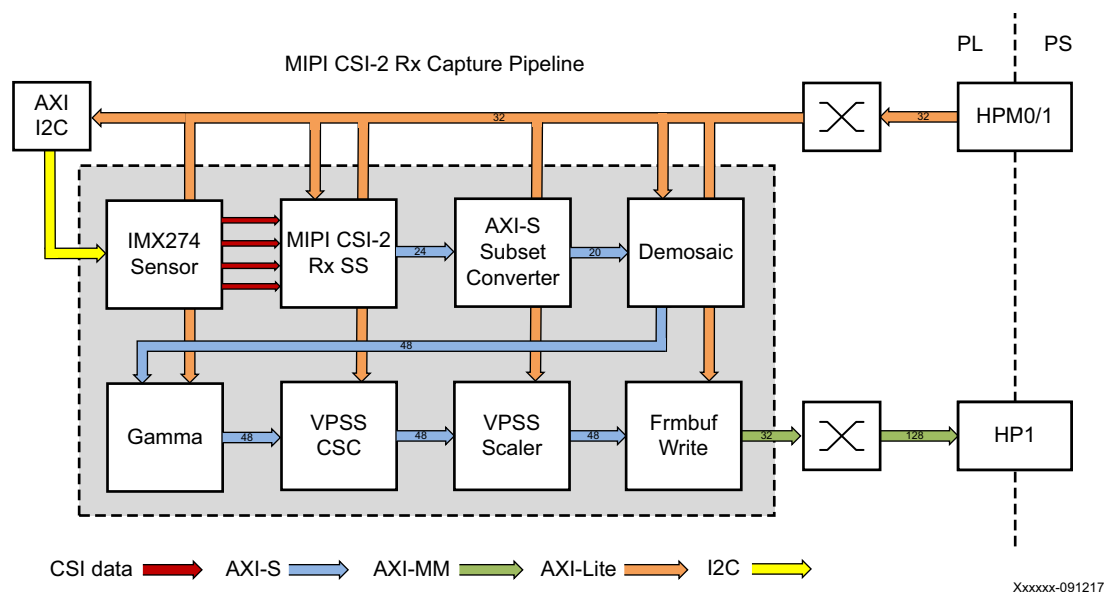 PL
PS
MIPI CSI-2 Rx Capture Pipeline
AXI
I2C
32
32
HPM0/1
IMX274
Sensor
MIPI CSI-2
Rx SS
24
AXI-S
Subset
Converter
20
Demosaic
48
Gamma
48
VPSS
CSC
48
VPSS
Scaler
48
Frmbuf
Write
32
128
HP1
CSI data
AXI-S
AXI-MM
AXI-Lite
I2C
Xxxxxx-091217